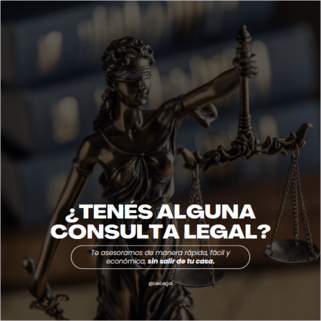 ¿TENÉS ALGUNA
CONSULTA LEGAL?
Te asesoramos de manera rápida, fácil y
económica, sin salir de tu casa.